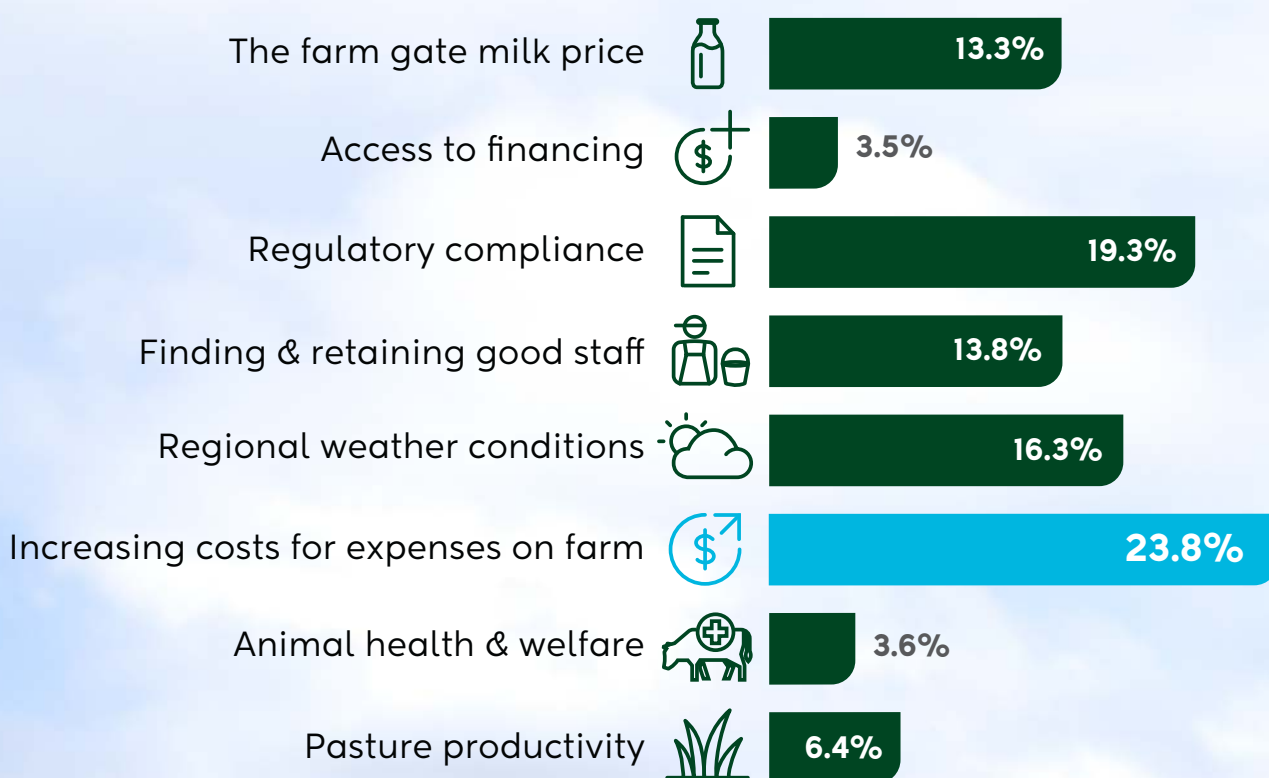 The farm gate milk price 13.3%
Access to financing $ 3.5%
Regulatory compliance 19.3%
Finding & retaining good staff 13.8%
Regional weather conditions 16.3%
Increasing costs for expenses on farm $ 23.8%
Animal health & welfare 3.6%
Pasture productivity 6.4%